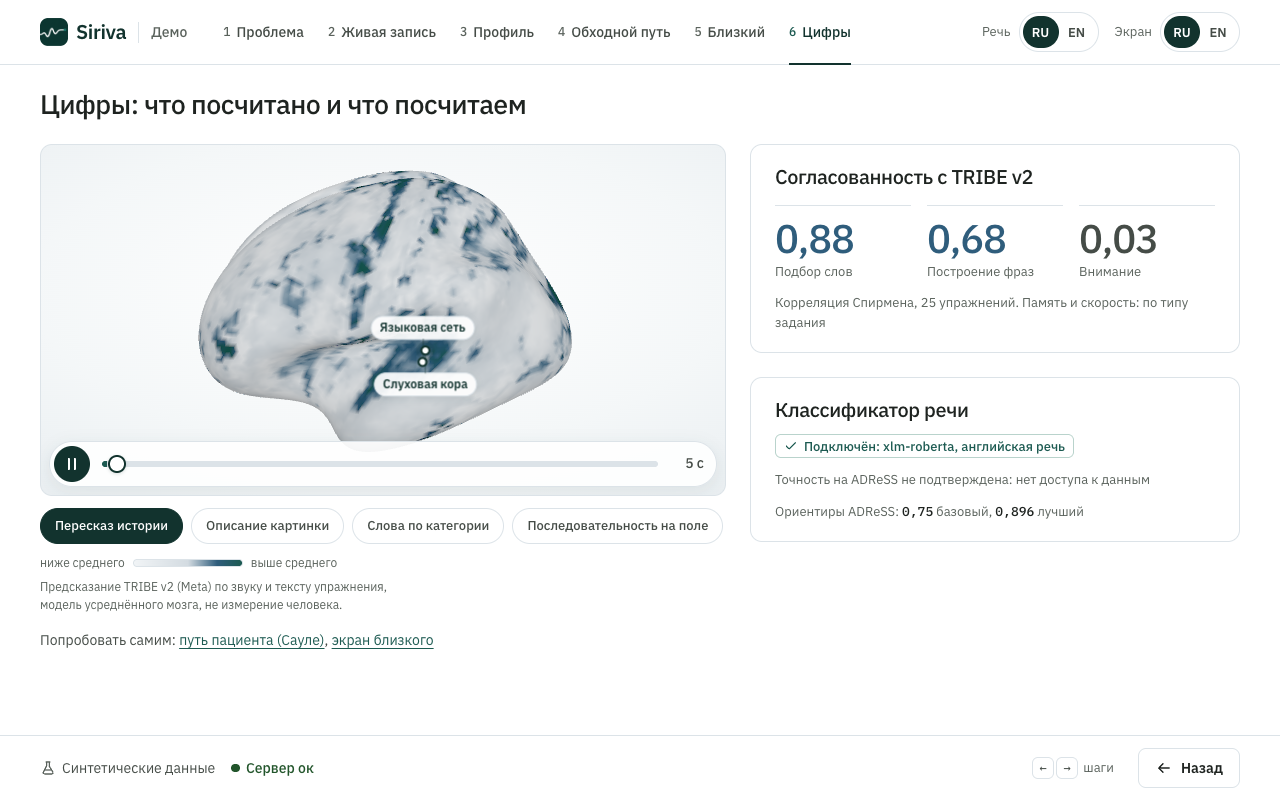 Siriva
Демо
1 Проблема
2 Живая запись
3 Профиль
4 Обходной путь
5 Близкий
6 Цифры
Речь RU EN
Экран RU EN
Цифры: что посчитано и что посчитаем
Языковая сеть
Слуховая кора
5 с
Пересказ истории
Описание картинки
Слова по категории
Последовательность на поле
ниже среднего
выше среднего
Предсказание TRIBE v2 (Meta) по звуку и тексту упражнения,
модель усреднённого мозга, не измерение человека.
Попробовать самим: путь пациента (Сауле), экран близкого
Согласованность с TRIBE v2
0,88 0,68 0,03
Подбор слов Построение фраз Внимание
Корреляция Спирмена, 25 упражнений. Память и скорость: по типу
задания
Классификатор речи
Подключён: xlm-roberta, английская речь
Точность на ADReSS не подтверждена: нет доступа к данным
Ориентиры ADReSS: 0,75 базовый, 0,896 лучший
Синтетические данные
Сервер ок
← → шаги
← Назад